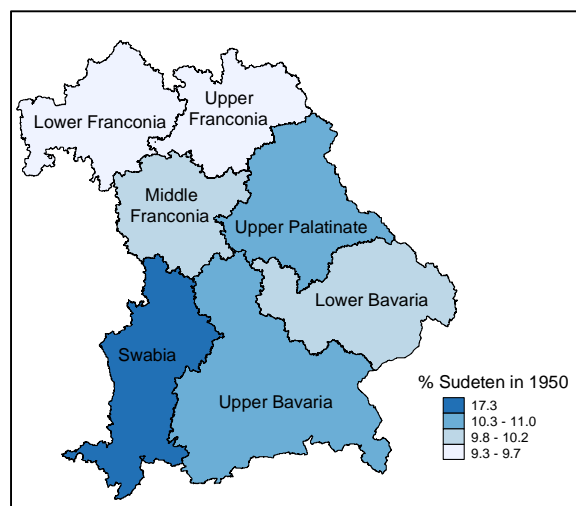 Upper
Franconia
Lower Franconia
Middle
Franconia
Upper Palatinate
Lower Bavaria
Swabia
Upper Bavaria
% Sudeten in 1950
17.3
10.3 - 11.0
9.8 - 10.2
9.3 - 9.7